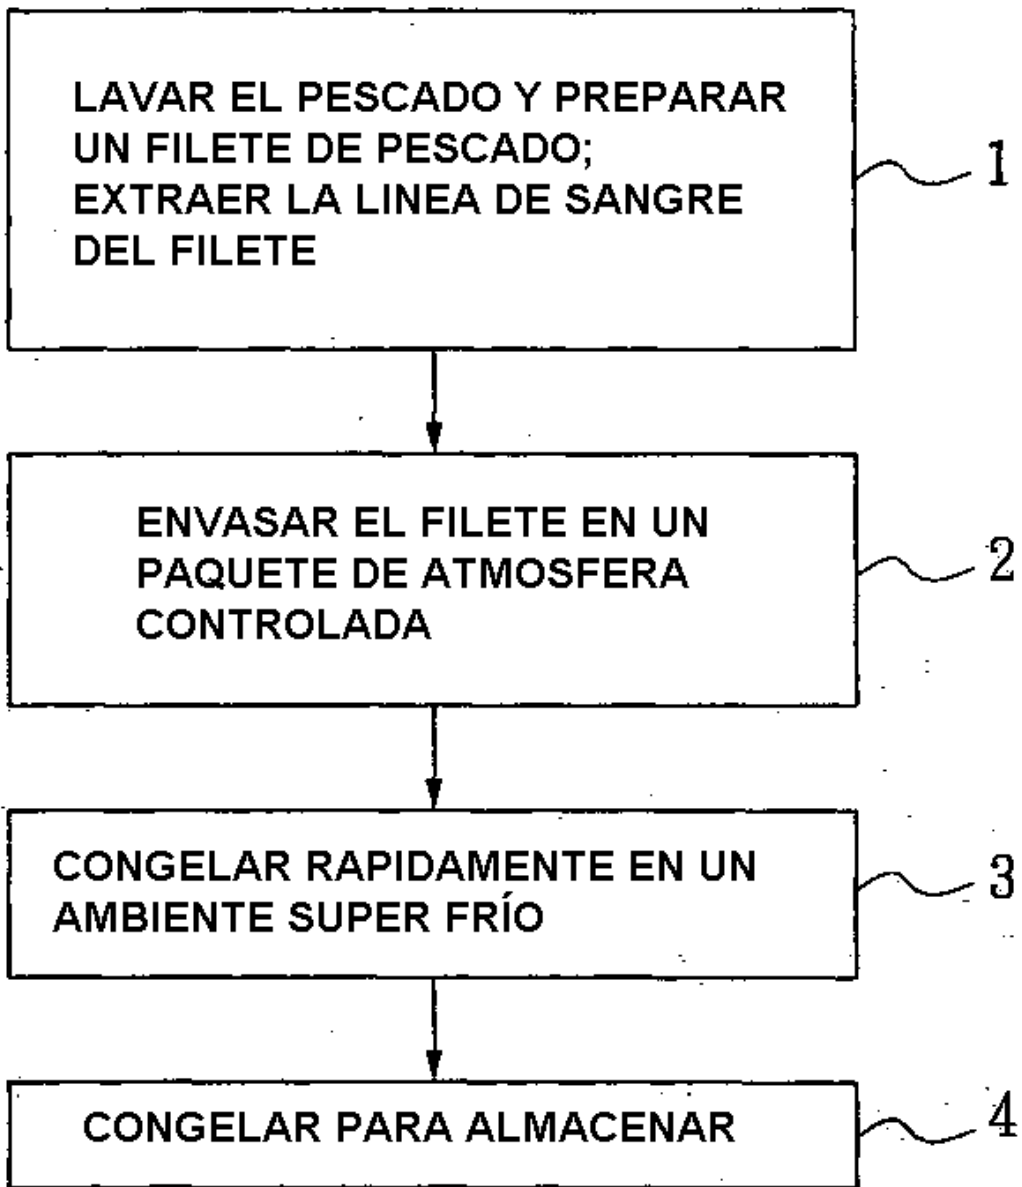 LAVAR EL PESCADO Y PREPARAR
UN FILETE DE PESCADO;
EXTRAER LA LINEA DE SANGRE
DEL FILETE
1
ENVASAR EL FILETE EN UN
PAQUETE DE ATMOSFERA
CONTROLADA
2
CONGELAR RAPIDAMENTE EN UN
AMBIENTE SUPER FRÍO
3
CONGELAR PARA ALMACENAR
4